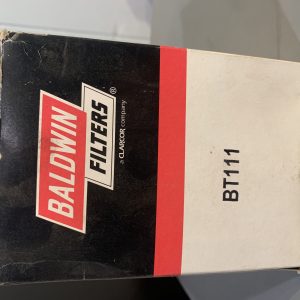 BALDWIN
FILTERS®
a CLARCOR company
BT111